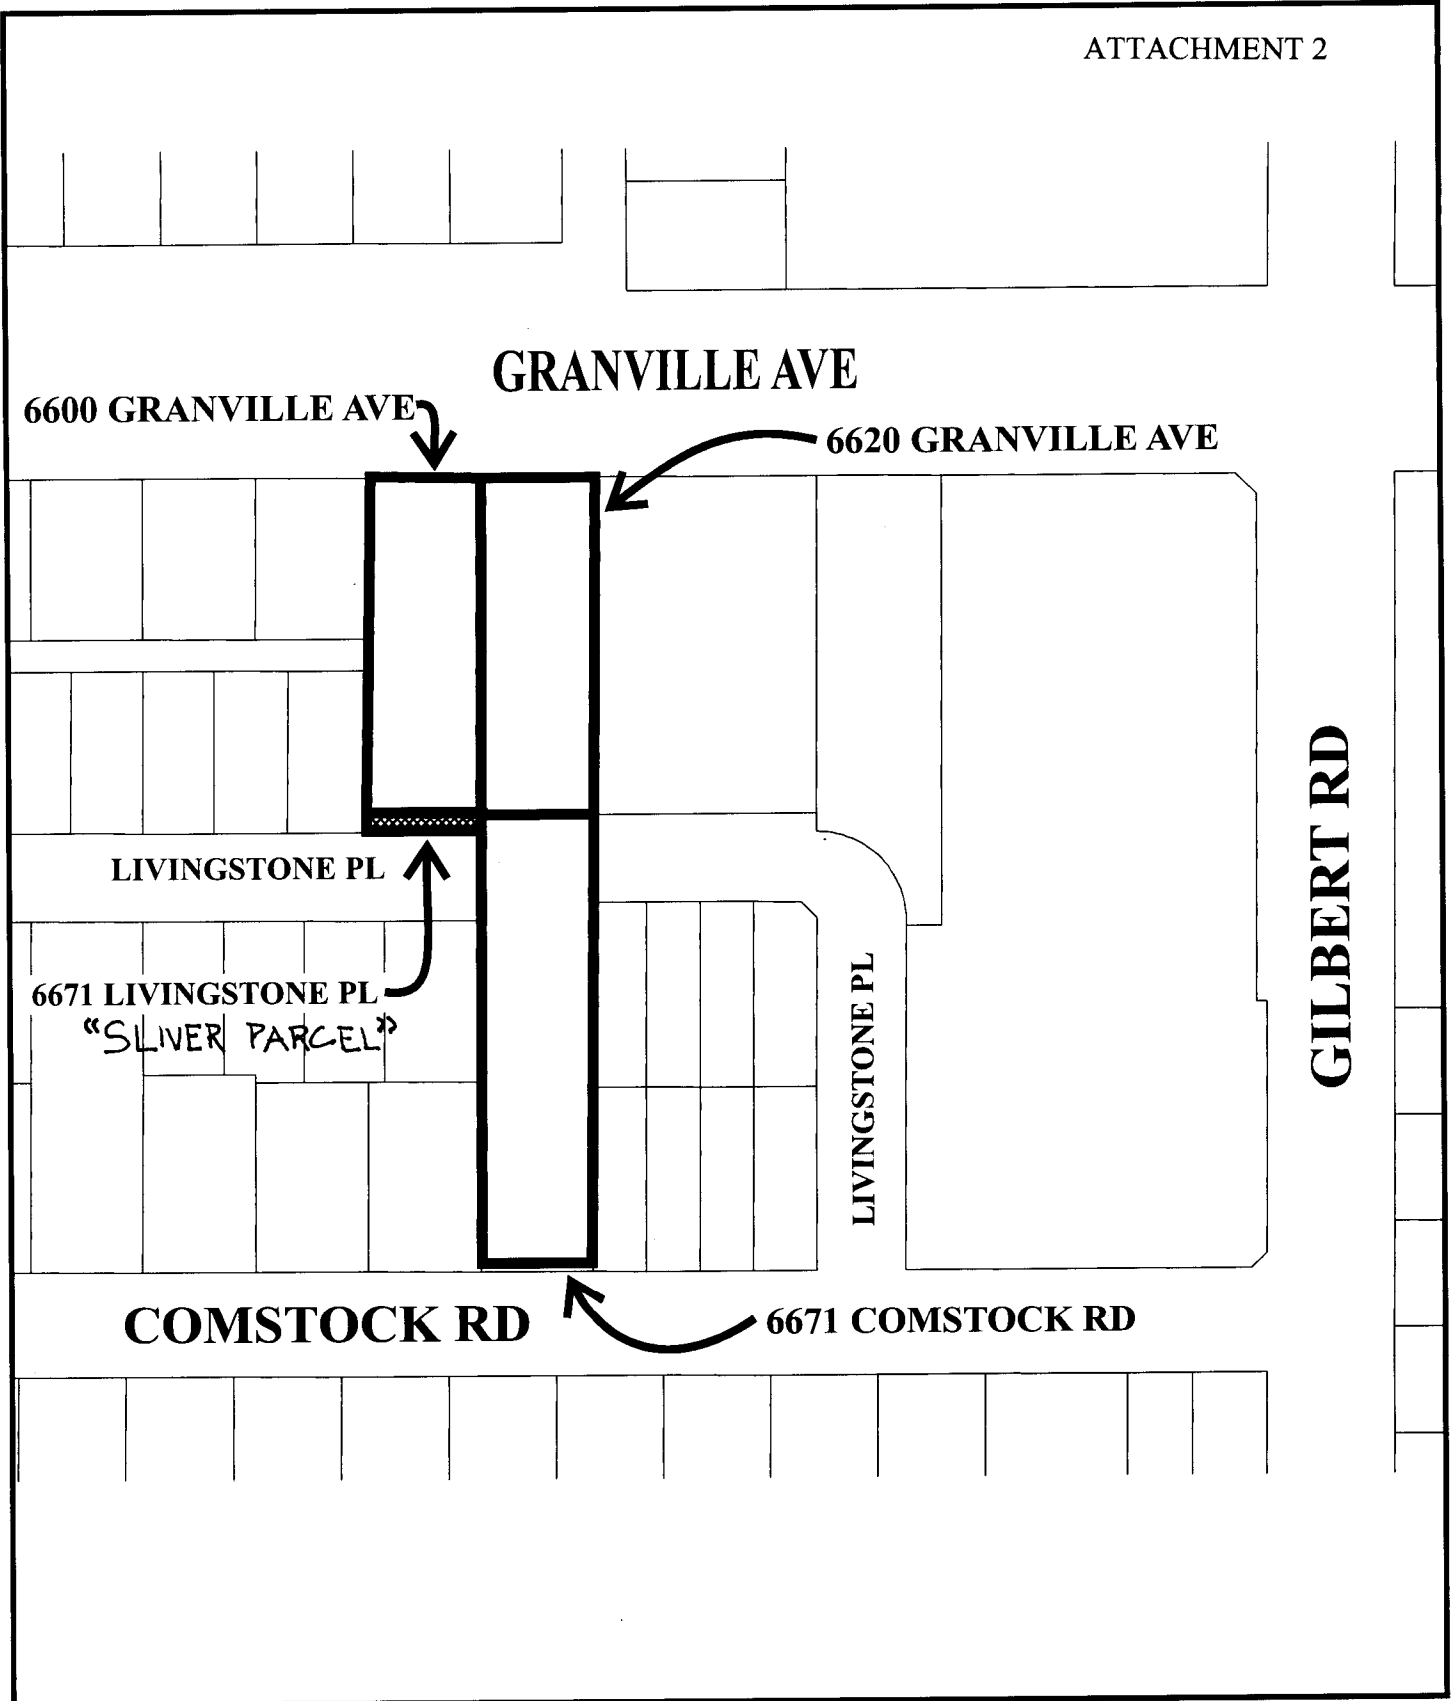 ATTACHMENT 2
GRANVILLE AVE
6600 GRANVILLE AVE
6620 GRANVILLE AVE
GILBERT RD
LIVINGSTONE PL
6671 LIVINGSTONE PL
“SLIVER PARCEL”
LIVINGSTONE PL
COMSTOCK RD
6671 COMSTOCK RD